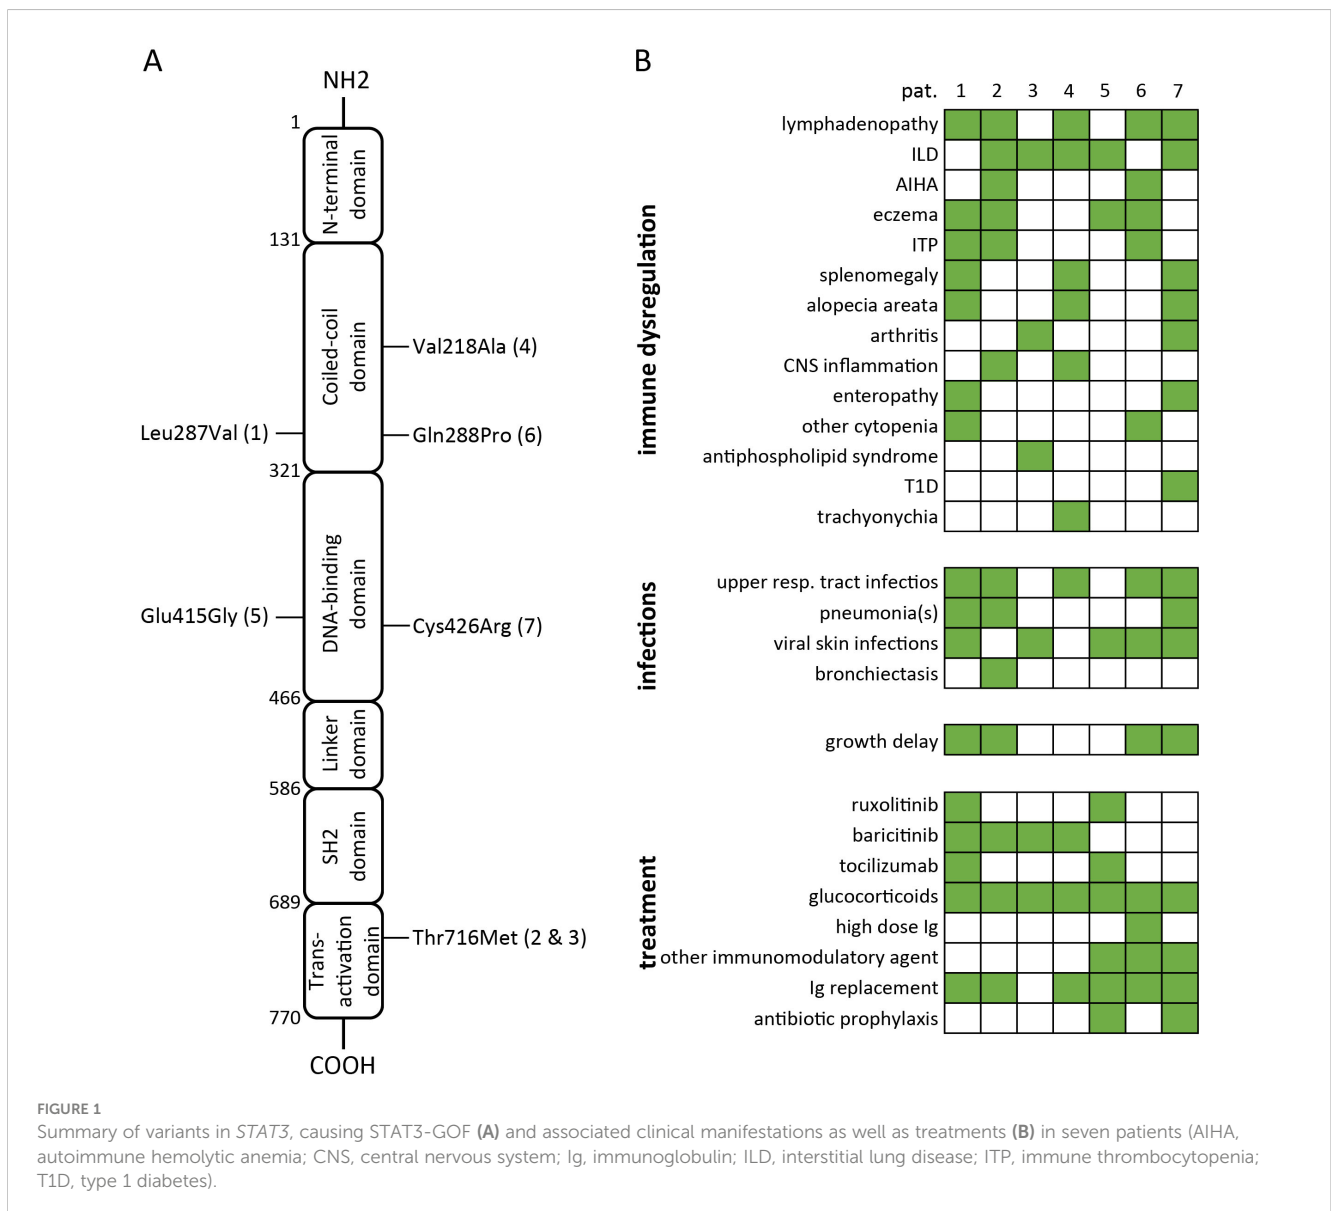 A
NH2
1
N-terminal
domain
131
Coiled-coil
domain
Val218Ala (4)
Leu287Val (1)
Gln288Pro (6)
321
DNA-binding
domain
Glu415Gly (5)
Cys426Arg (7)
466
Linker
domain
586
SH2
domain
689
Trans-
activation
domain
Thr716Met (2 & 3)
770
COOH
B
pat. 1 2 3 4 5 6 7
immune dysregulation
lymphadenopathy
ILD
AIHA
eczema
ITP
splenomegaly
alopecia areata
arthritis
CNS inflammation
enteropathy
other cytopenia
antiphospholipid syndrome
T1D
trachyonychia
infections
upper resp. tract infectios
pneumonia(s)
viral skin infections
bronchiectasis
growth delay
treatment
ruxolitinib
baricitinib
tocilizumab
glucocorticoids
high dose Ig
other immunomodulatory agent
Ig replacement
antibiotic prophylaxis
FIGURE 1
Summary of variants in STAT3, causing STAT3-GOF (A) and associated clinical manifestations as well as treatments (B) in seven patients (AIHA,
autoimmune hemolytic anemia; CNS, central nervous system; Ig, immunoglobulin; ILD, interstitial lung disease; ITP, immune thrombocytopenia;
T1D, type 1 diabetes).